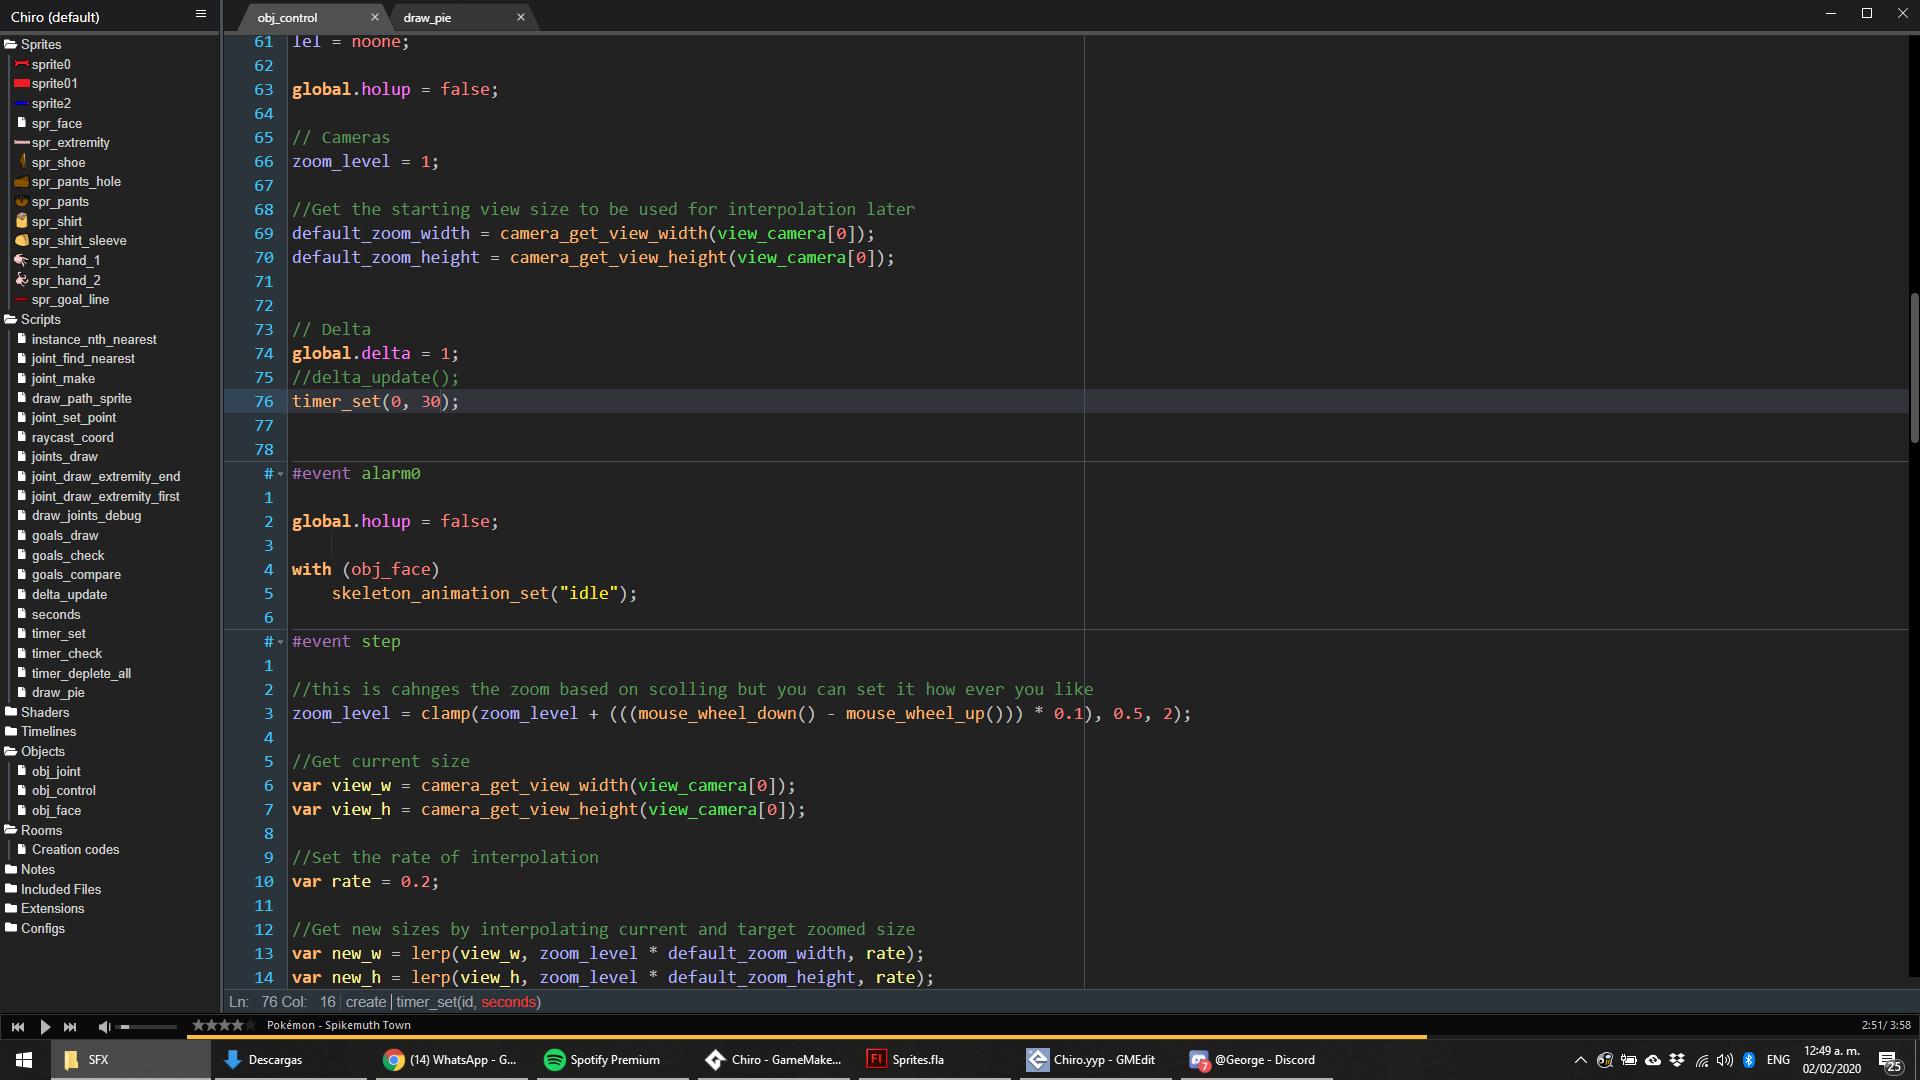 Chiro (default)
obj_control
draw_pie
Sprites
sprite0
sprite01
sprite2
spr_face
spr_extremity
spr_shoe
spr_pants_hole
spr_pants
spr_shirt
spr_shirt_sleeve
spr_hand_1
spr_hand_2
spr_goal_line
Scripts
instance_nth_nearest
joint_find_nearest
joint_make
draw_path_sprite
joint_set_point
raycast_coord
joints_draw
joint_draw_extremity_end
joint_draw_extremity_first
draw_joints_debug
goals_draw
goals_check
goals_compare
delta_update
seconds
timer_set
timer_check
timer_deplete_all
draw_pie
Shaders
Timelines
Objects
obj_joint
obj_control
obj_face
Rooms
Creation codes
Notes
Included Files
Extensions
Configs
61 lel = noone;
62
63 global.holup = false;
64
65 // Cameras
66 zoom_level = 1;
67
68 //Get the starting view size to be used for interpolation later
69 default_zoom_width = camera_get_view_width(view_camera[0]);
70 default_zoom_height = camera_get_view_height(view_camera[0]);
71
72
73 // Delta
74 global.delta = 1;
75 //delta_update();
76 timer_set(0, 30);
77
78
# #event alarm0
1
2 global.holup = false;
3
4 with (obj_face)
5 skeleton_animation_set("idle");
6
# #event step
1
2 //this is cahnges the zoom based on scolling but you can set it how ever you like
3 zoom_level = clamp(zoom_level + (((mouse_wheel_down() - mouse_wheel_up())) * 0.1), 0.5, 2);
4
5 //Get current size
6 var view_w = camera_get_view_width(view_camera[0]);
7 var view_h = camera_get_view_height(view_camera[0]);
8
9 //Set the rate of interpolation
10 var rate = 0.2;
11
12 //Get new sizes by interpolating current and target zoomed size
13 var new_w = lerp(view_w, zoom_level * default_zoom_width, rate);
14 var new_h = lerp(view_h, zoom_level * default_zoom_height, rate);
Ln: 76 Col: 16 create timer_set(id, seconds)
Pokémon - Spikemuth Town
2:51/ 3:58
SFX
Descargas
(14) WhatsApp - G...
Spotify Premium
Chiro - GameMake...
Fl
Sprites.fla
Chiro.yyp - GMEdit
7
@George - Discord
ENG
12:49 a. m.
02/02/2020
25